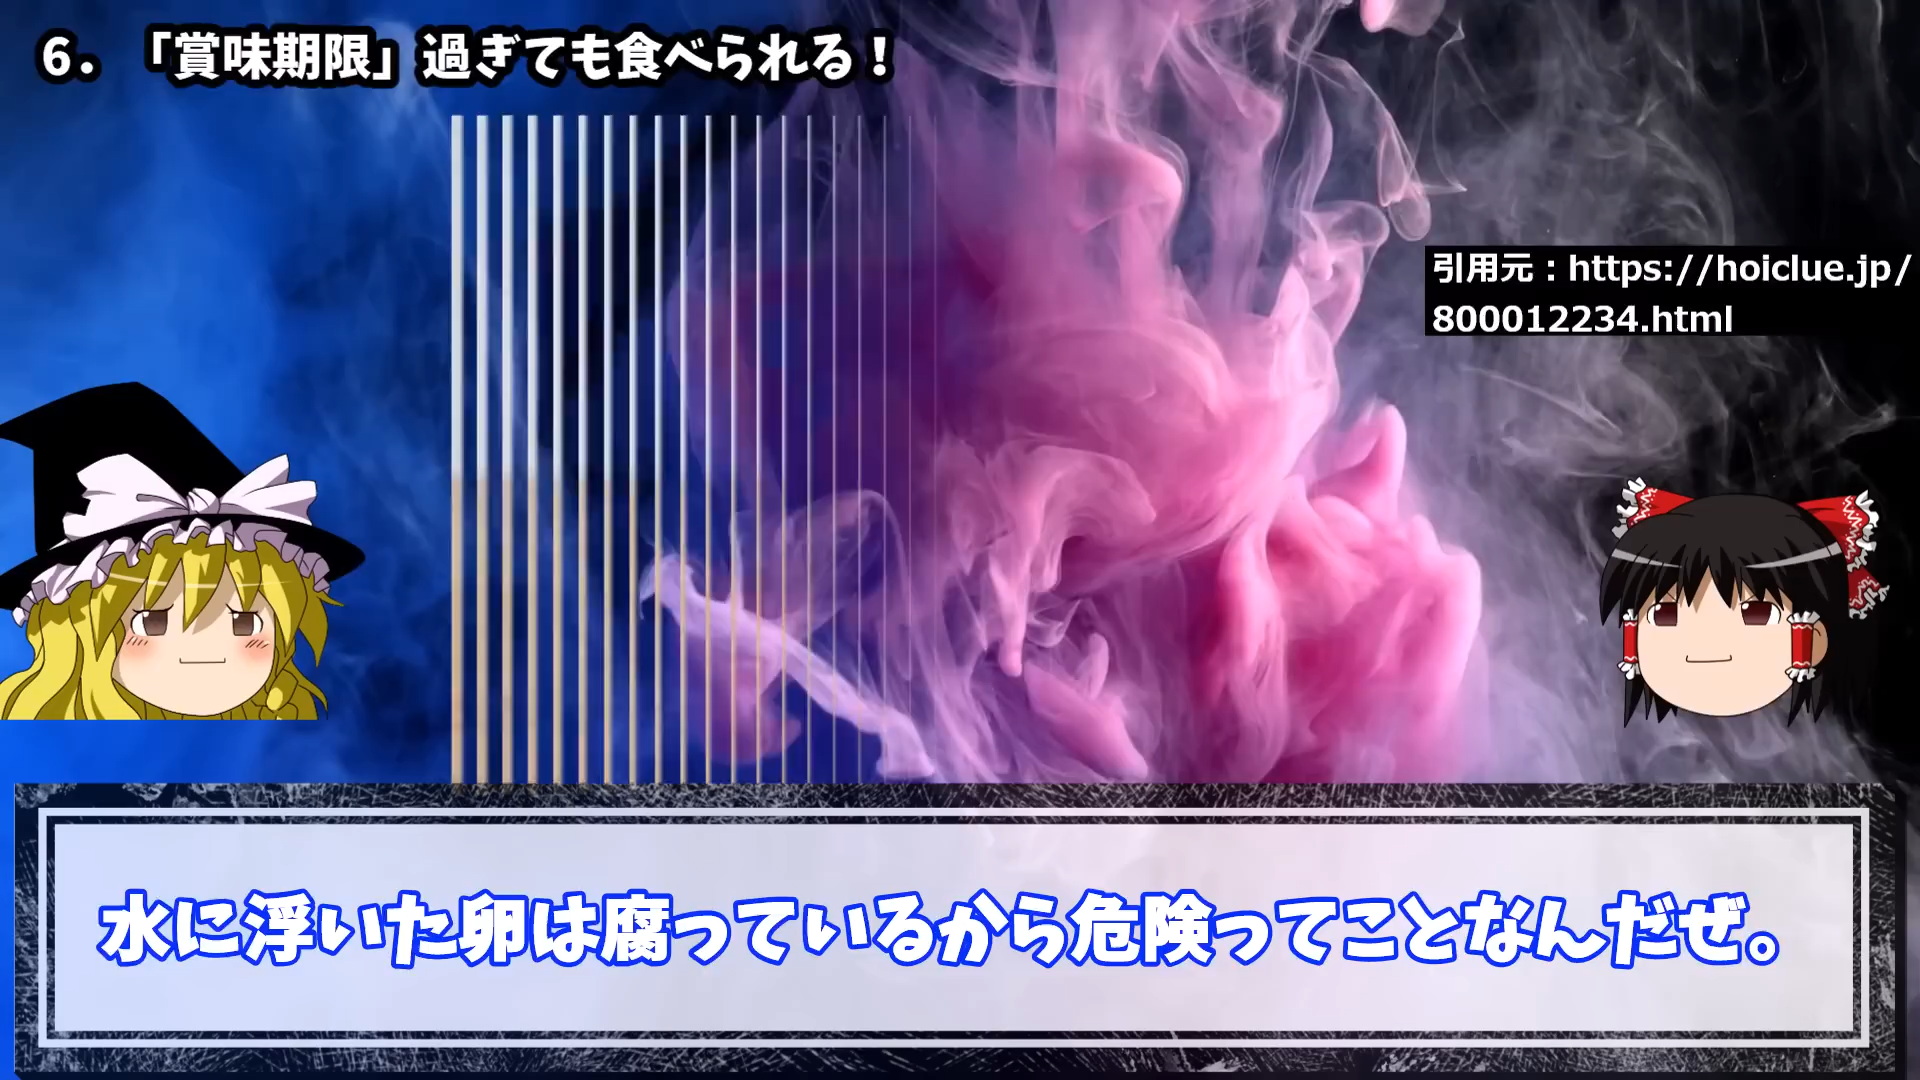 6．「賞味期限」過ぎても食べられる！
引用元：https://hoiclue.jp/
800012234.html
水に浮いた卵は腐っているから危険ってことなんだぜ。